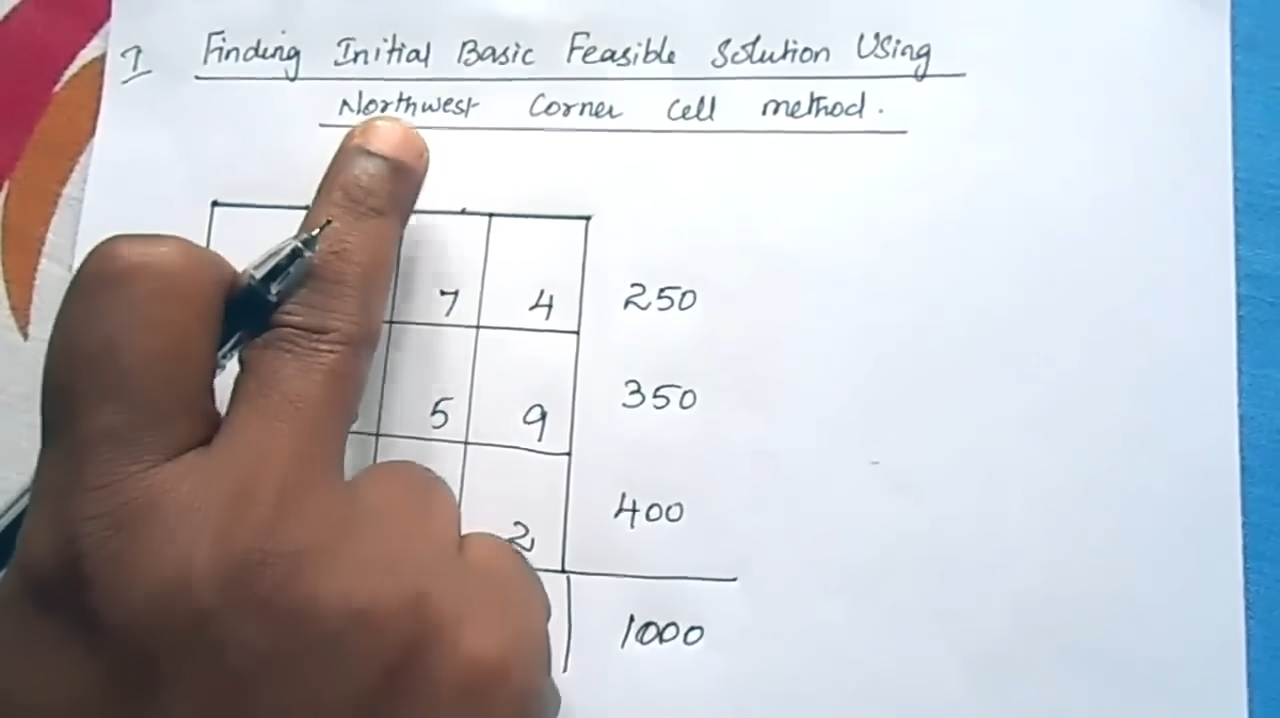 1 Finding Initial Basic Feasible Solution Using
Northwest Corner Cell method.
7 4 250
5 9 350
2 400
1000